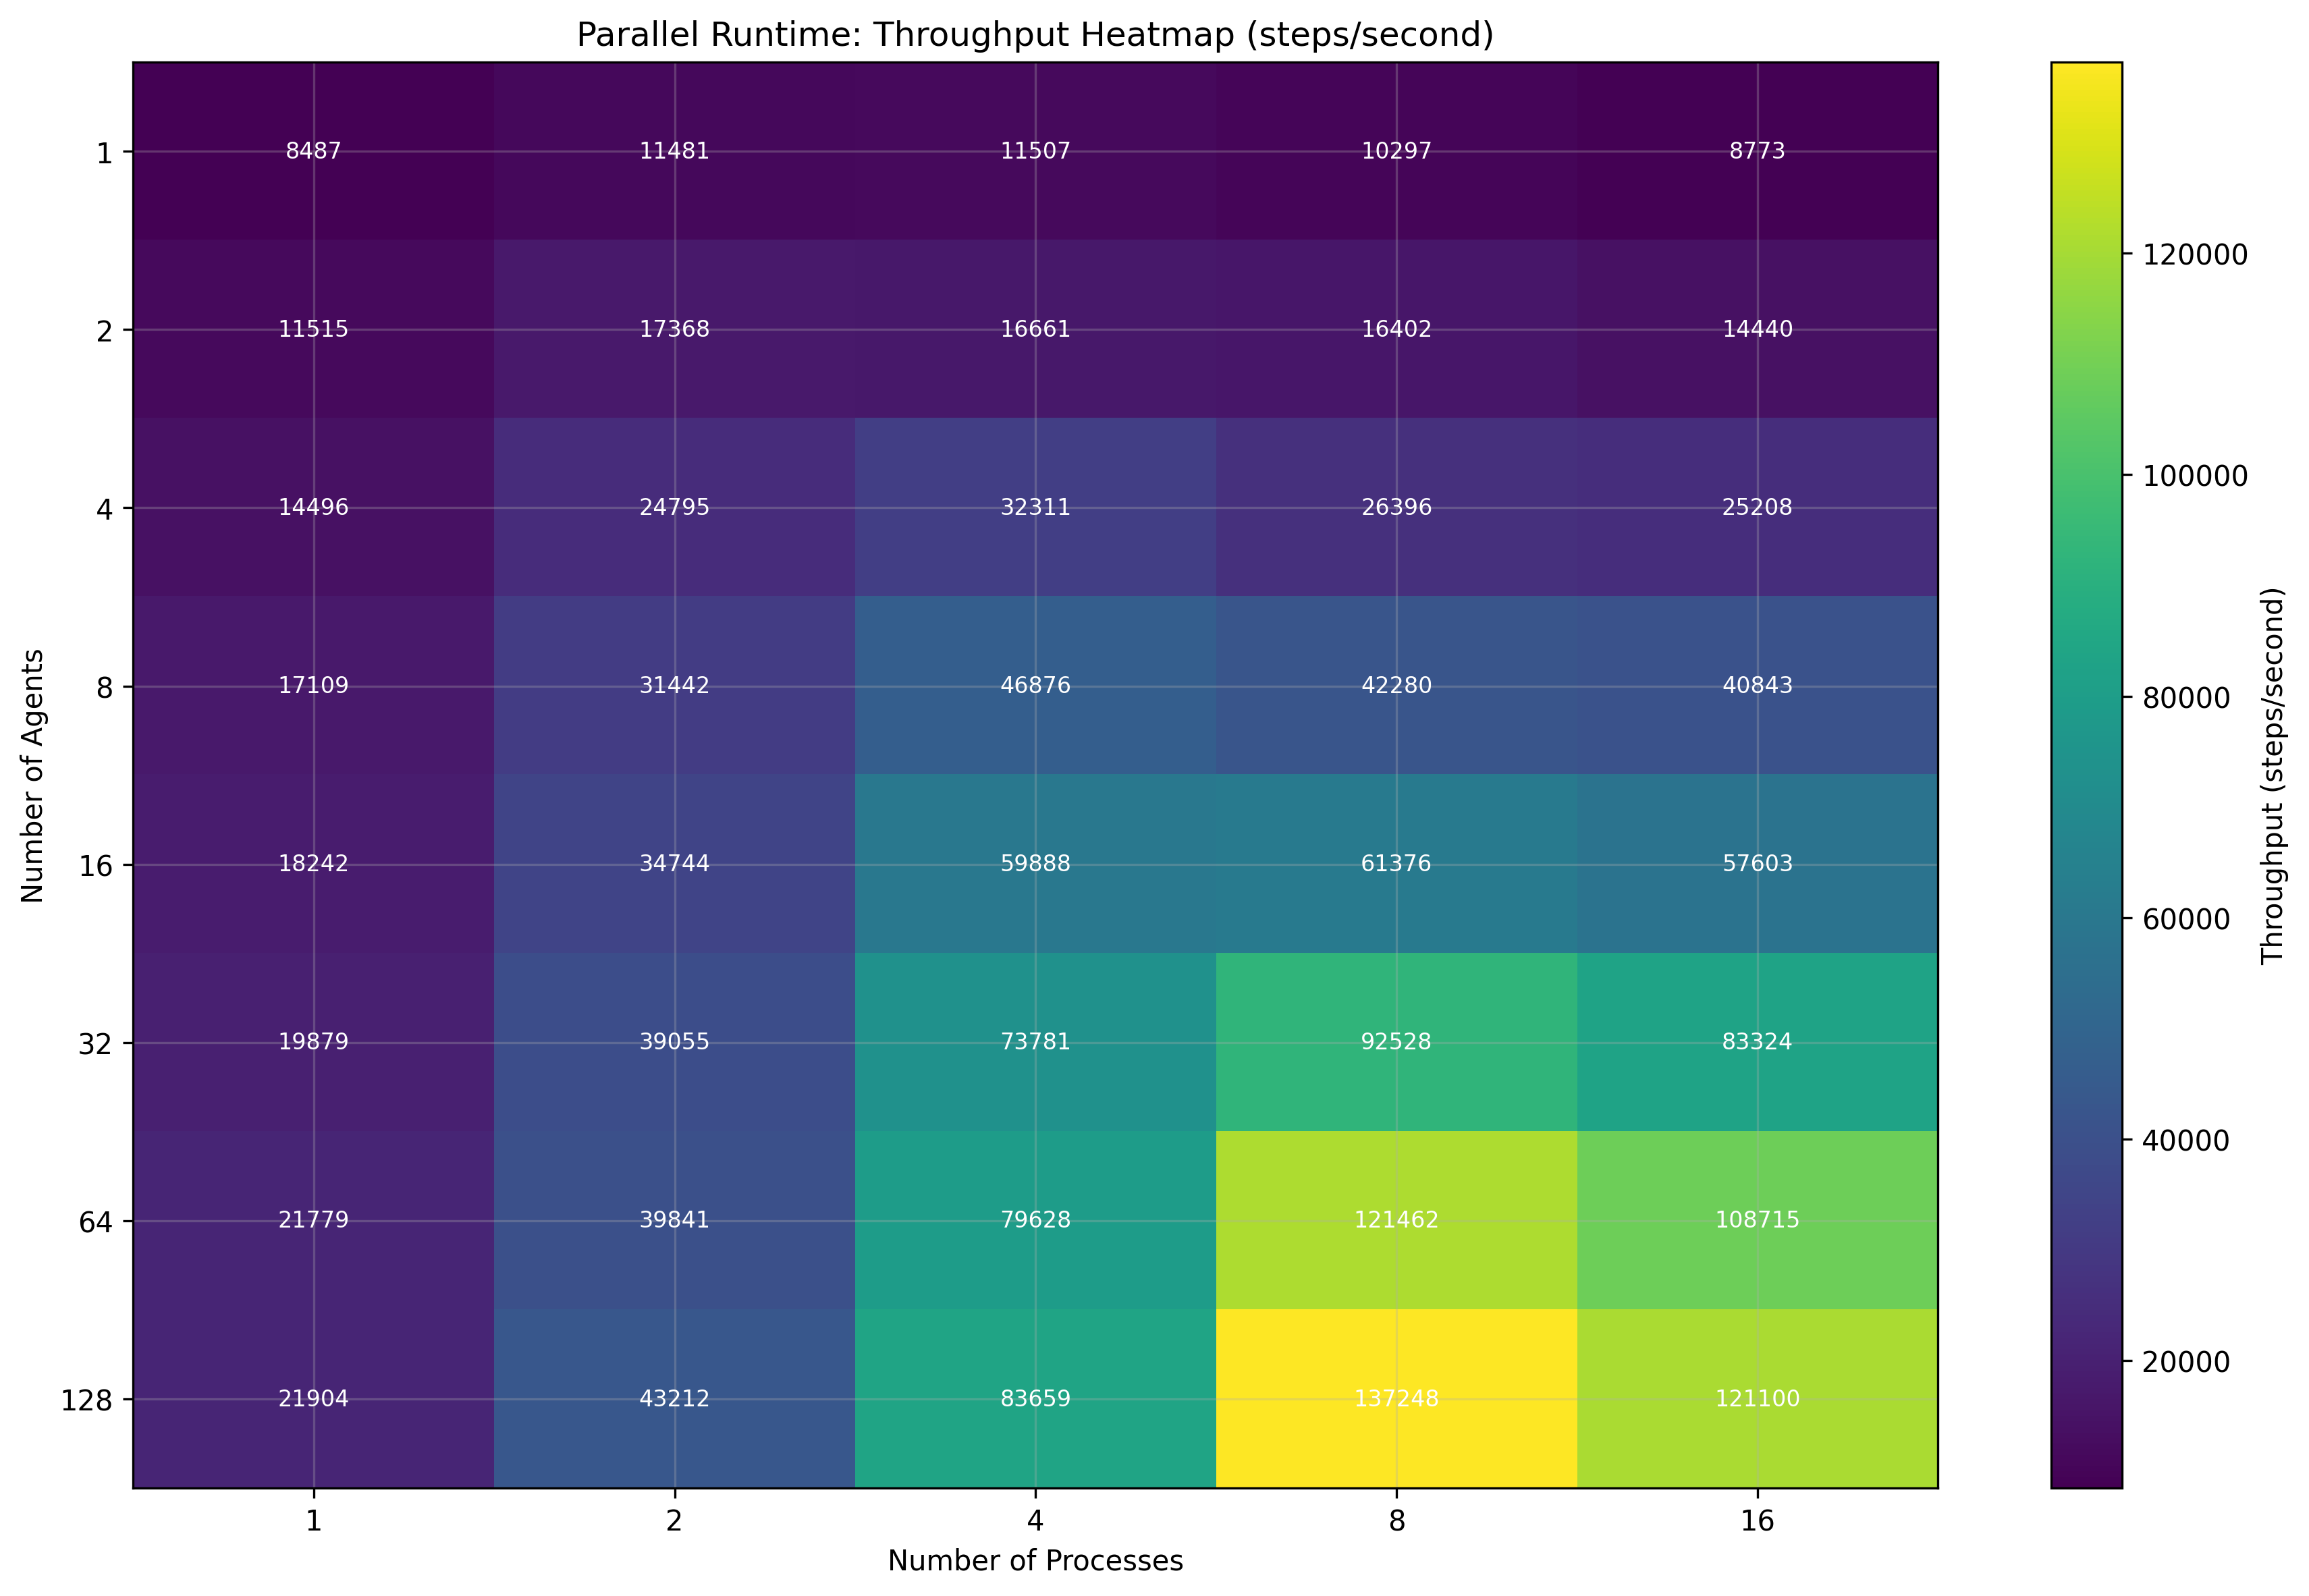 Parallel Runtime: Throughput Heatmap (steps/second)
1 8487 11481 11507 10297 8773
2 11515 17368 16661 16402 14440
4 14496 24795 32311 26396 25208
8 17109 31442 46876 42280 40843
16 18242 34744 59888 61376 57603
32 19879 39055 73781 92528 83324
64 21779 39841 79628 121462 108715
128 21904 43212 83659 137248 121100
1 2 4 8 16
Number of Processes
Number of Agents
120000
100000
80000
60000
40000
20000
Throughput (steps/second)